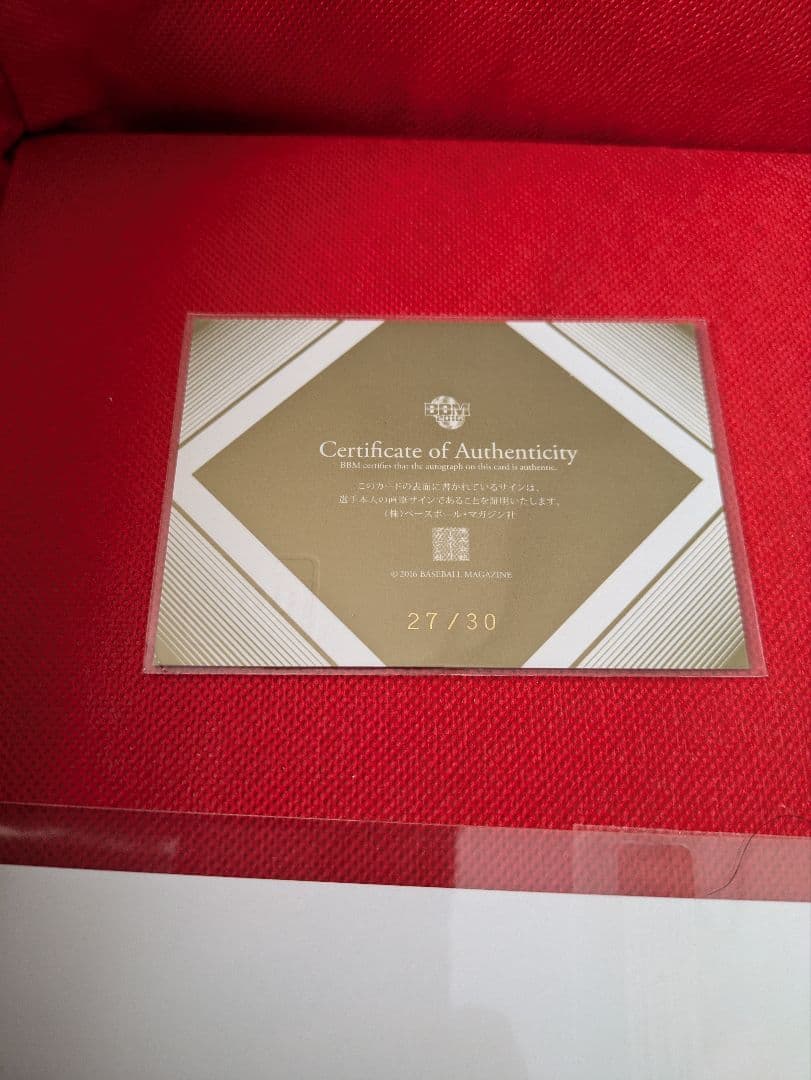 BBM
2016
Certificate of Authenticity
BBM certifies that the autograph on this card is authentic.
このカードの表面に書かれているサインは、
選手本人の直筆サインであることを証明いたします。
(株)ベースボール・マガジン社
© 2016 BASEBALL MAGAZINE
27/30